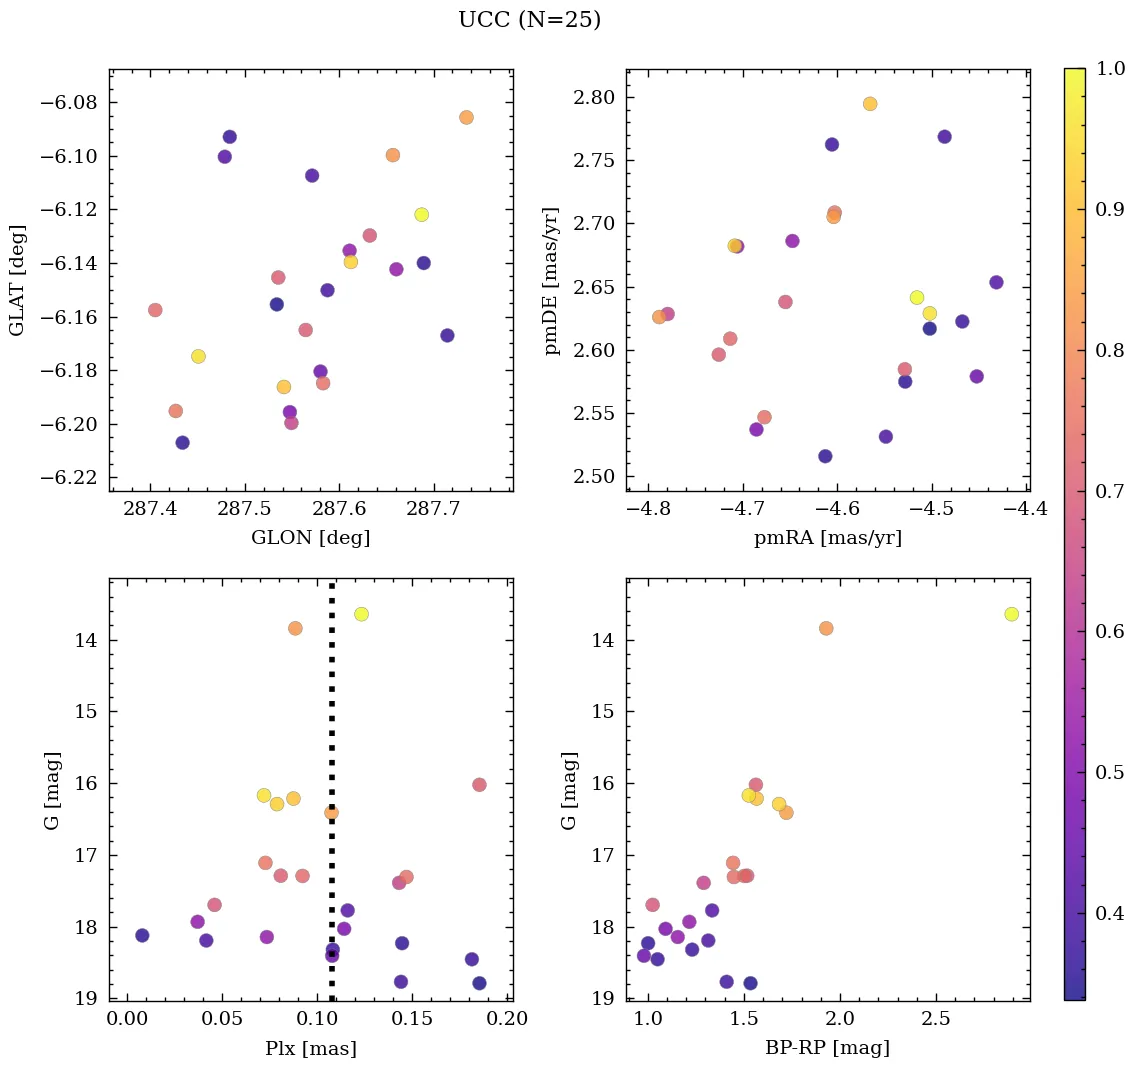 UCC (N=25)
−6.08
−6.10
−6.12
−6.14
−6.16
−6.18
−6.20
−6.22
GLAT [deg]
287.4 287.5 287.6 287.7
GLON [deg]
2.80
2.75
2.70
2.65
2.60
2.55
2.50
pmDE [mas/yr]
−4.8 −4.7 −4.6 −4.5 −4.4
pmRA [mas/yr]
14
15
16
17
18
19
G [mag]
0.00 0.05 0.10 0.15 0.20
Plx [mas]
14
15
16
17
18
19
G [mag]
1.0 1.5 2.0 2.5
BP-RP [mag]
1.0
0.9
0.8
0.7
0.6
0.5
0.4